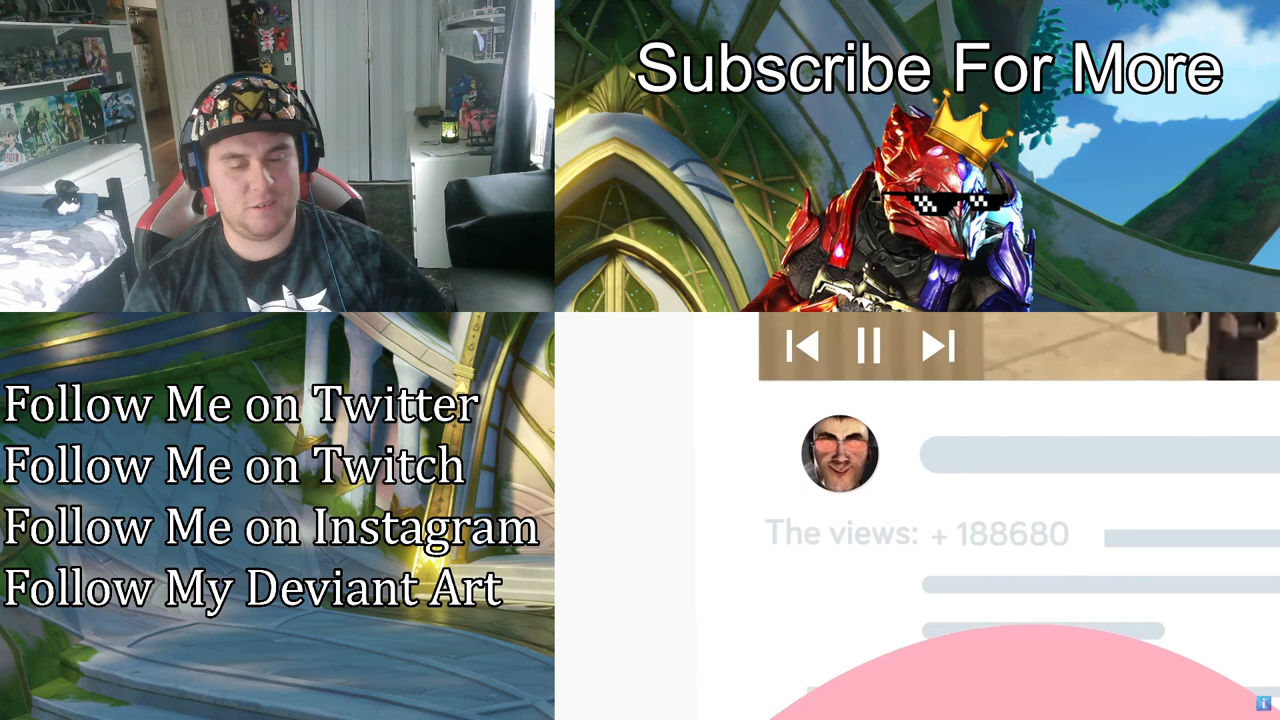 Subscribe For More
Follow Me on Twitter
Follow Me on Twitch
Follow Me on Instagram
Follow My Deviant Art
The views: + 188680